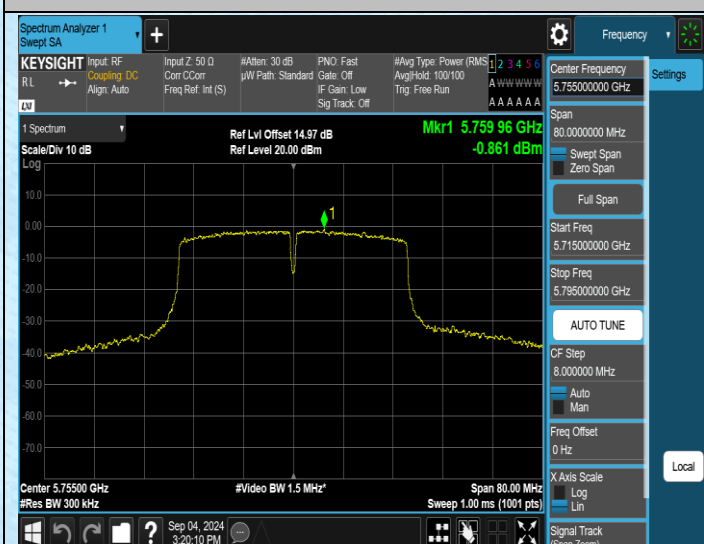 Spectrum Analyzer 1
Swept SA
+
Frequency
KEYSIGHT
RL
Input: RF
Coupling: DC
Align: Auto
Input Z: 50 Ω
Corr CCorr
Freq Ref: Int (S)
#Atten: 30 dB
µW Path: Standard
PNO: Fast
Gate: Off
IF Gain: Low
Sig Track: Off
#Avg Type: Power (RMS
Avg|Hold: 100/100
Trig: Free Run
1 2 3 4 5 6
A W W W W W
A A A A A A
LXI
1 Spectrum
Scale/Div 10 dB
Log
Ref Lvl Offset 14.97 dB
Ref Level 20.00 dBm
Mkr1 5.759 96 GHz
-0.861 dBm
10.0
0.00
-10.0
-20.0
-30.0
-40.0
-50.0
-60.0
-70.0
1
Center 5.75500 GHz
#Res BW 300 kHz
#Video BW 1.5 MHz*
Span 80.00 MHz
Sweep 1.00 ms (1001 pts)
Center Frequency
5.755000000 GHz
Settings
Span
80.0000000 MHz
Swept Span
Zero Span
Full Span
Start Freq
5.715000000 GHz
Stop Freq
5.795000000 GHz
AUTO TUNE
CF Step
8.000000 MHz
Auto
Man
Freq Offset
0 Hz
X Axis Scale
Log
Lin
Local
Signal Track
(Span Zoom)
?
Sep 04, 2024
3:20:10 PM